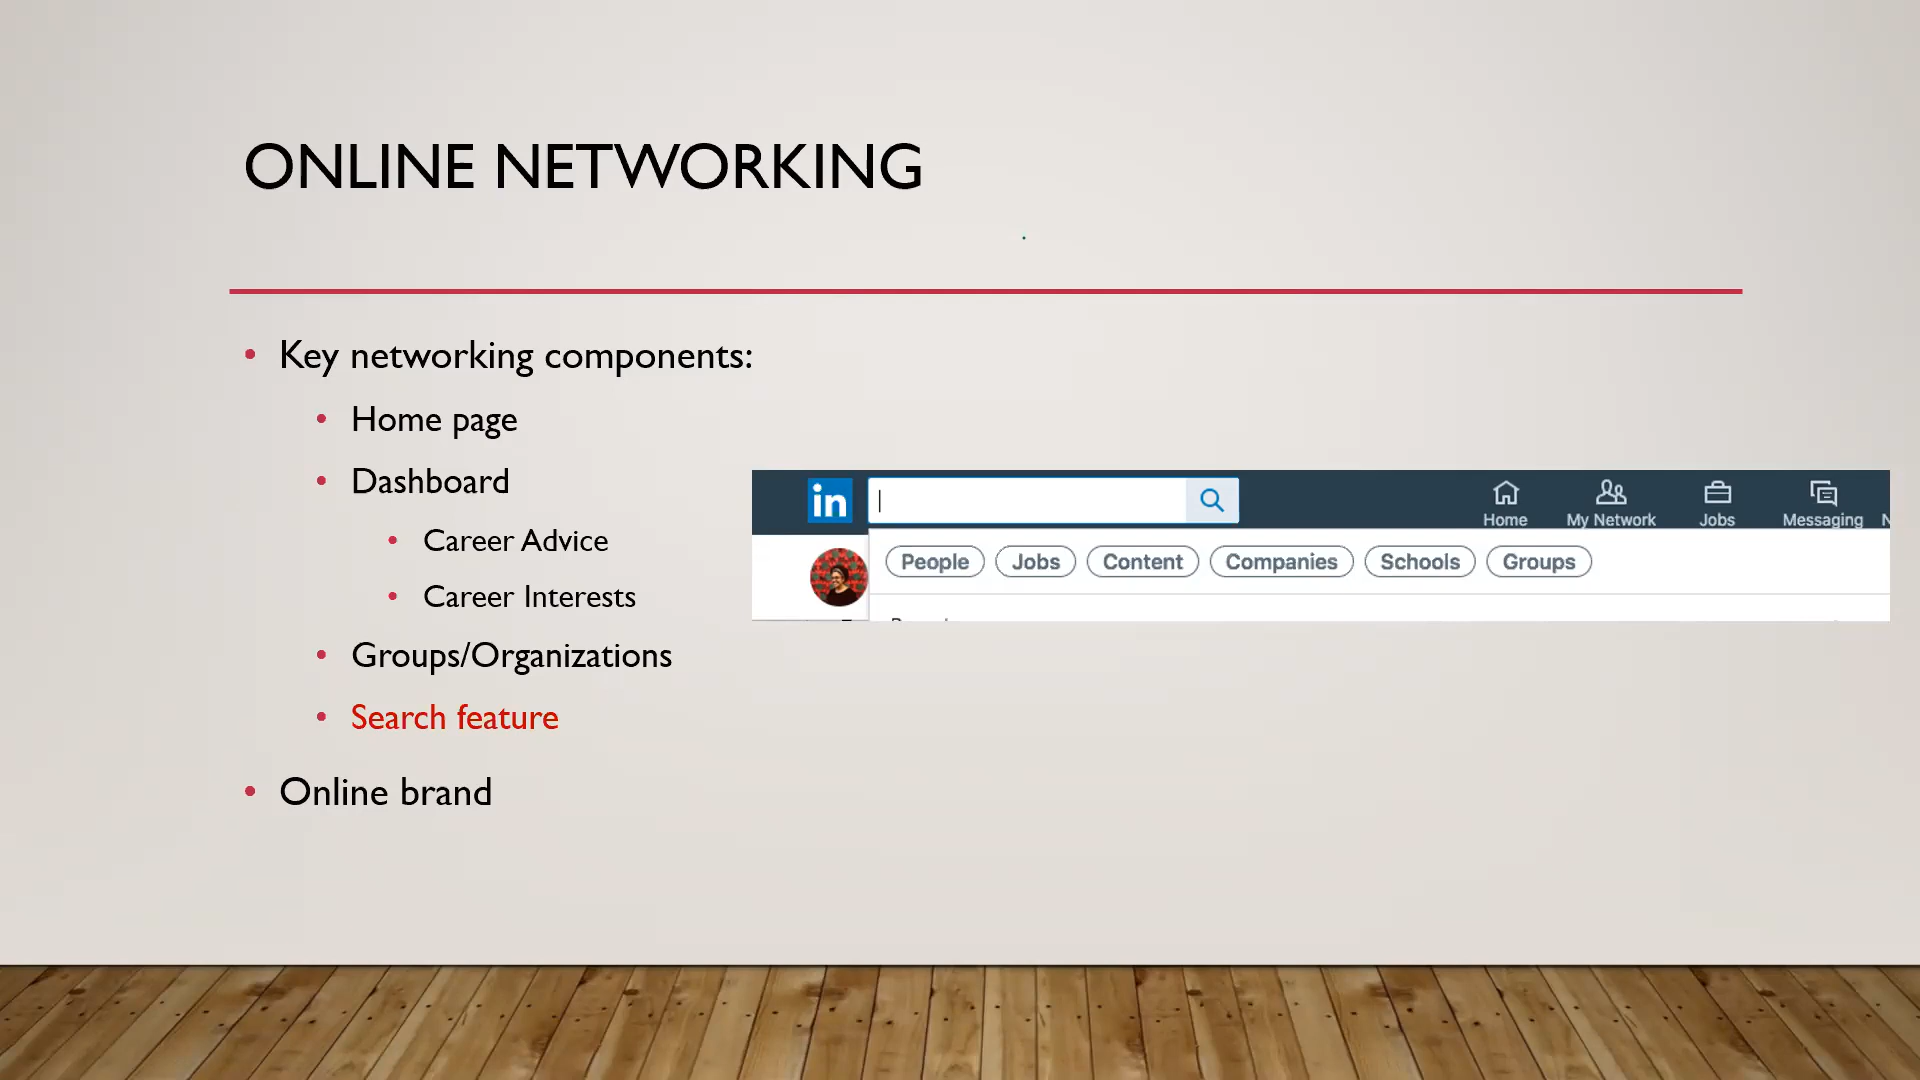 ONLINE NETWORKING
Key networking components:
Home page
Dashboard
Career Advice
Career Interests
Groups/Organizations
Search feature
Online brand
in
Home My Network Jobs Messaging N
People Jobs Content Companies Schools Groups